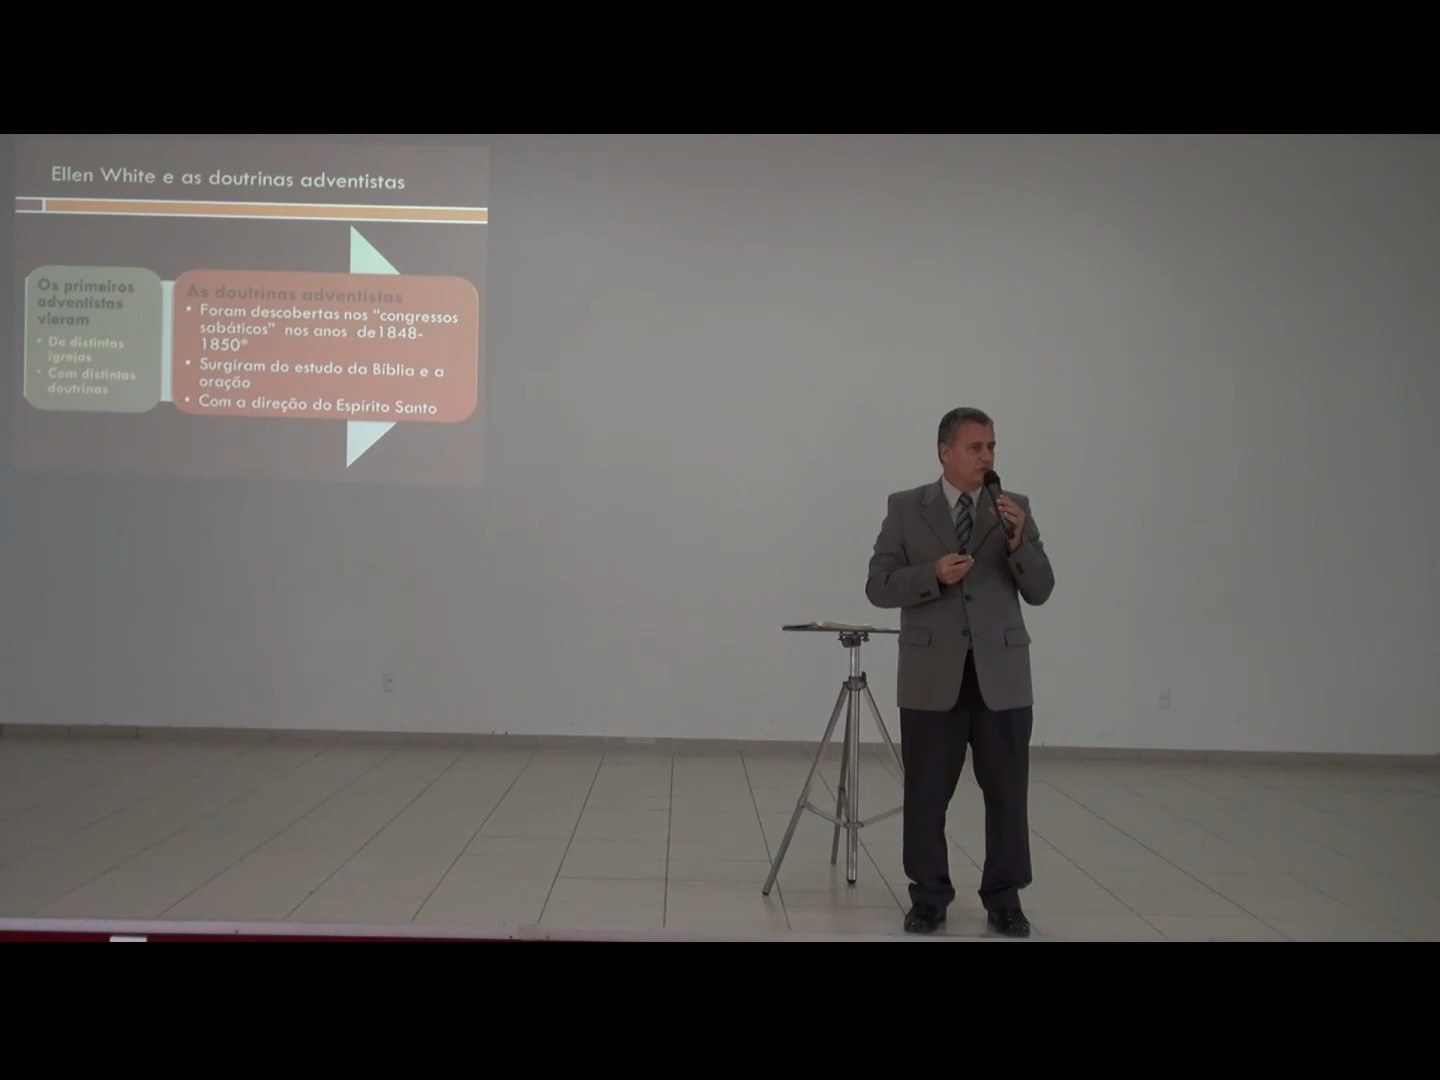 Ellen White e as doutrinas adventistas
Os primeiros
adventistas
vieram
• De distintas
igrejas
• Com distintas
doutrinas
As doutrinas adventistas
• Foram descobertas nos “congressos
sabáticos” nos anos de1848-
1850*
• Surgiram do estudo da Bíblia e a
oração
• Com a direção do Espírito Santo